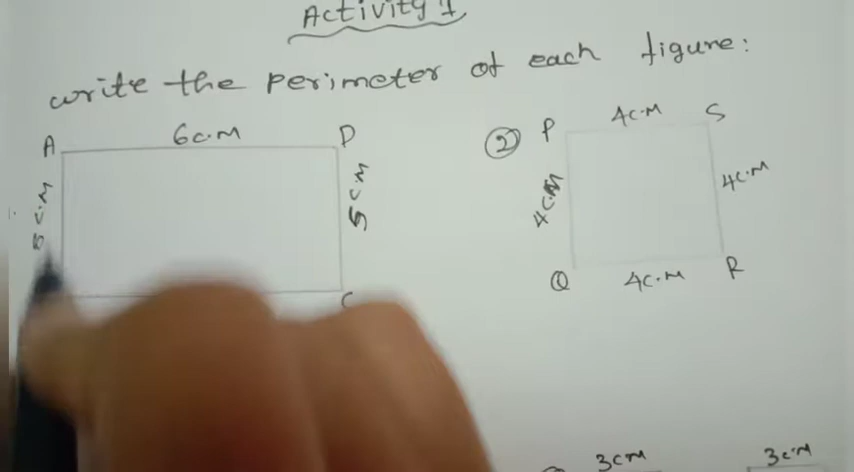 Activity 1
write the perimeter of each figure:
A 6c.M D
5 c.M
5 c.M
C
② P 4c.M S
4c.M
4c.M
Q 4c.M R
3cm
3cm